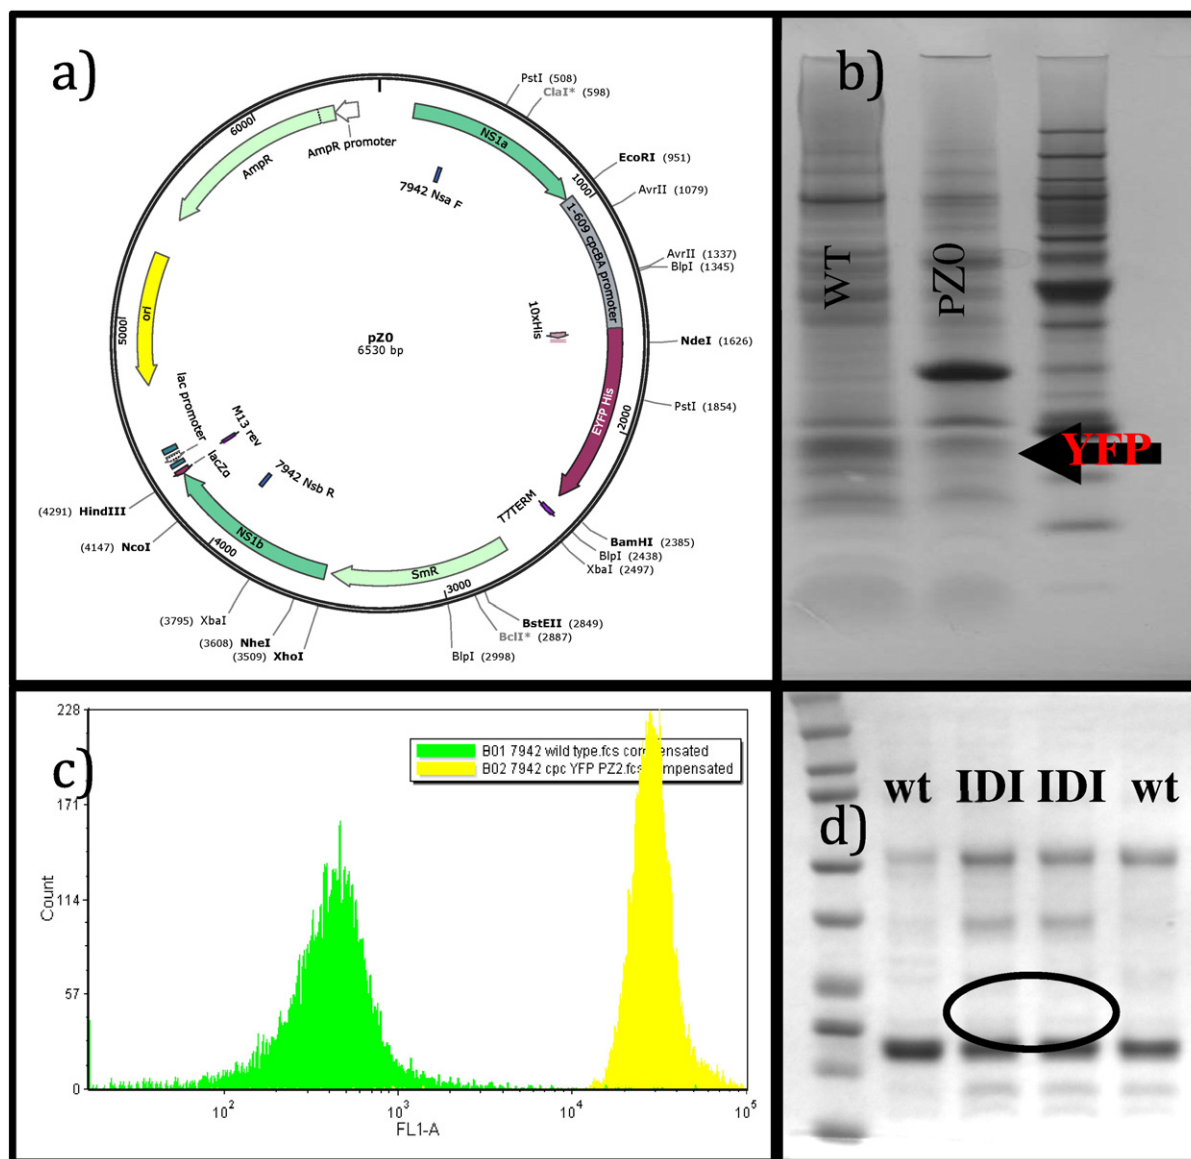 a)
PstI (508)
ClaI* (598)
EcoRI (951)
AvrII (1079)
AvrII (1337)
BlpI (1345)
NdeI (1626)
PstI (1854)
BamHI (2385)
BlpI (2438)
XbaI (2497)
BstEII (2849)
BclI* (2887)
BlpI (2998)
(3509) XhoI
(3608) NheI
(3795) XbaI
(4147) NcoI
(4291) HindIII
1000
2000
3000
4000
5000
6000
NS1a
1-609 cpcBA promoter
EYFP His
10xHis
T7TERM
SmR
NS1b
7942 Nsb R
lacZα
M13 rev
lac promoter
ori
AmpR
AmpR promoter
7942 Nsa F
pZ0
6530 bp
b)
WT
PZ0
YFP
c)
228
171
114
57
0
Count
B01 7942 wild type.fcs compensated
B02 7942 cpc YFP PZ2.fcs compensated
10²
10³
10⁴
10⁵
FL1-A
d)
wt IDI IDI wt